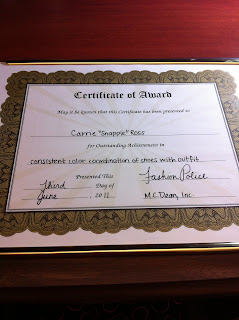 Certificate of Award
May it be known that this Certificate has been presented to
Carrie "Snapple" Ross
for Outstanding Achievement in
consistent color coordination of shoes with outfit
Presented This
Third Day of
Fashion Police
June, 2011
M.C. Dean, Inc.